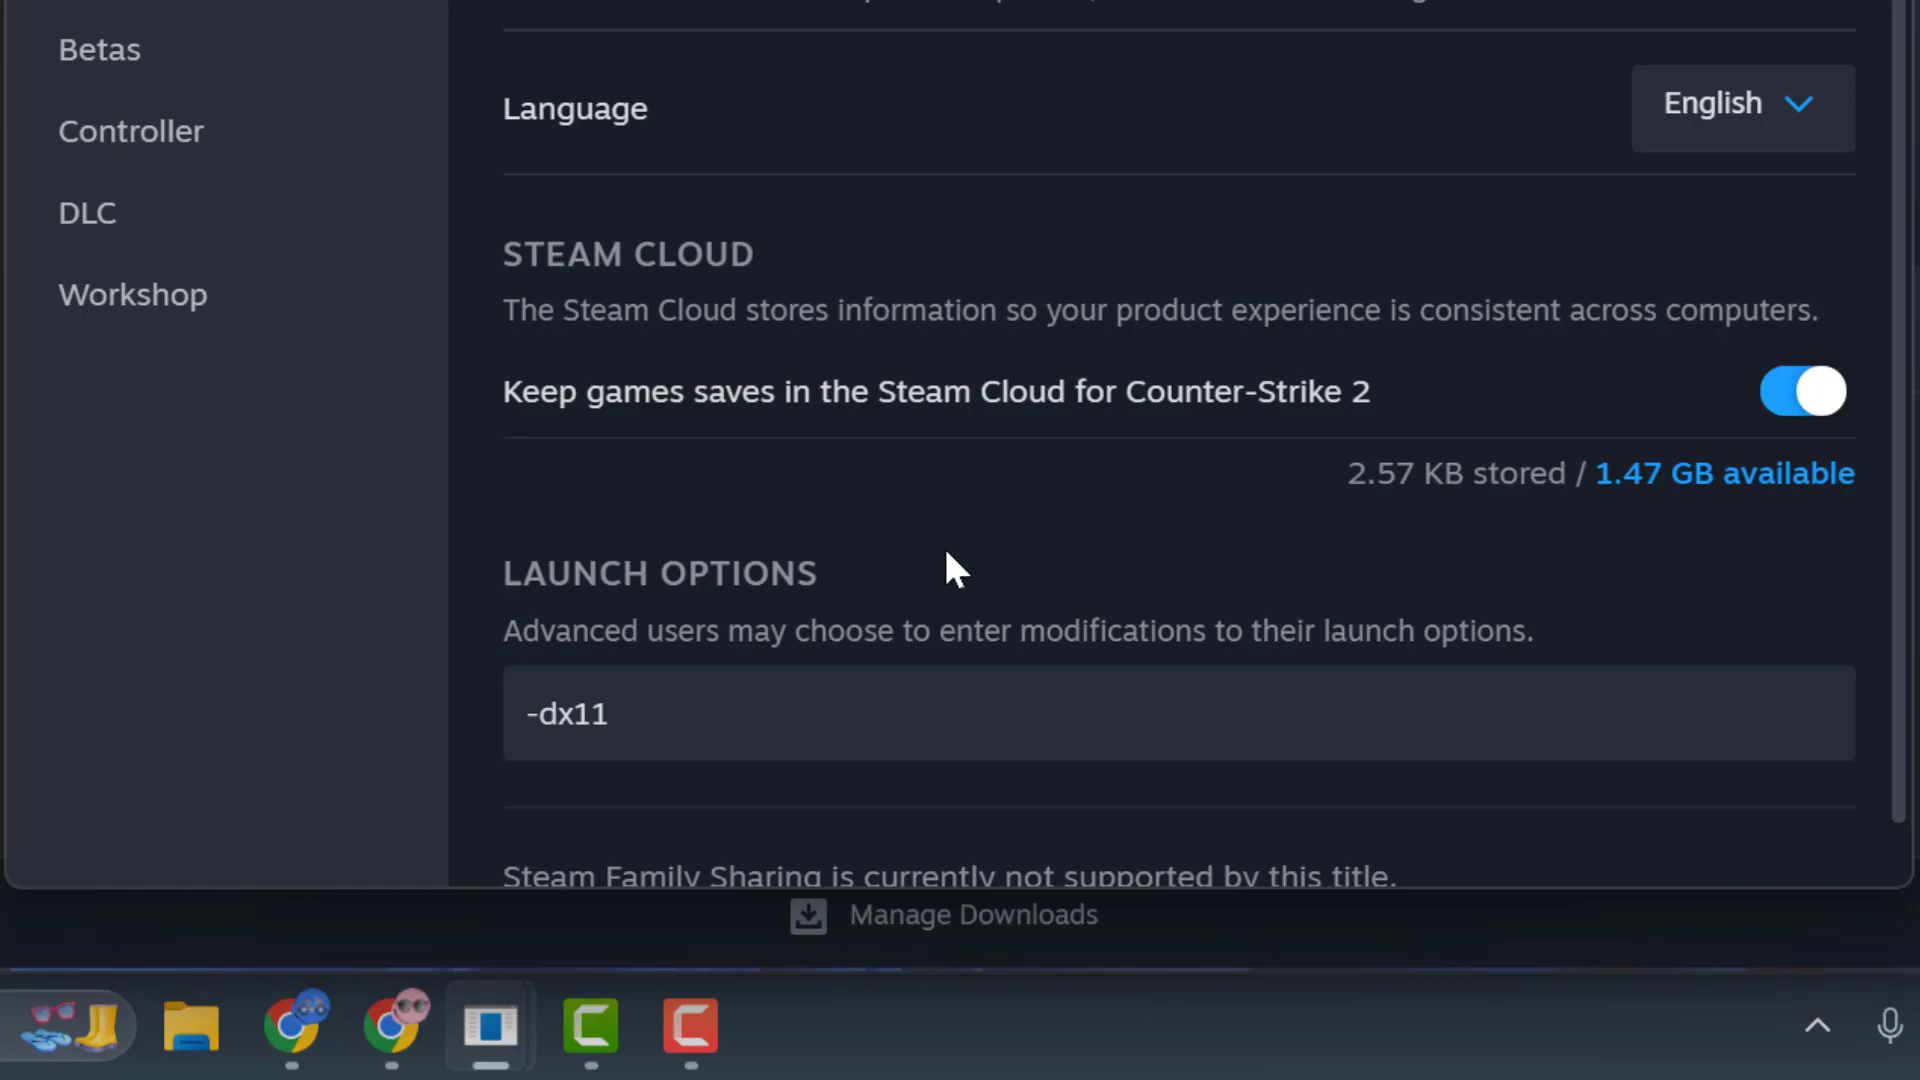 Betas
Controller
DLC
Workshop
Language
English
STEAM CLOUD
The Steam Cloud stores information so your product experience is consistent across computers.
Keep games saves in the Steam Cloud for Counter-Strike 2
2.57 KB stored / 1.47 GB available
LAUNCH OPTIONS
Advanced users may choose to enter modifications to their launch options.
-dx11
Steam Family Sharing is currently not supported by this title.
Manage Downloads